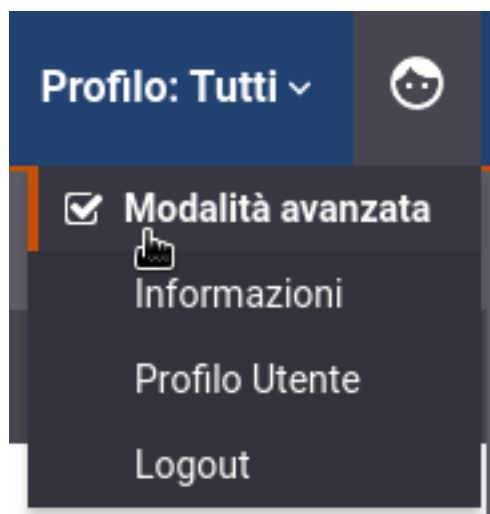 Profilo: Tutti
Modalità avanzata
Informazioni
Profilo Utente
Logout